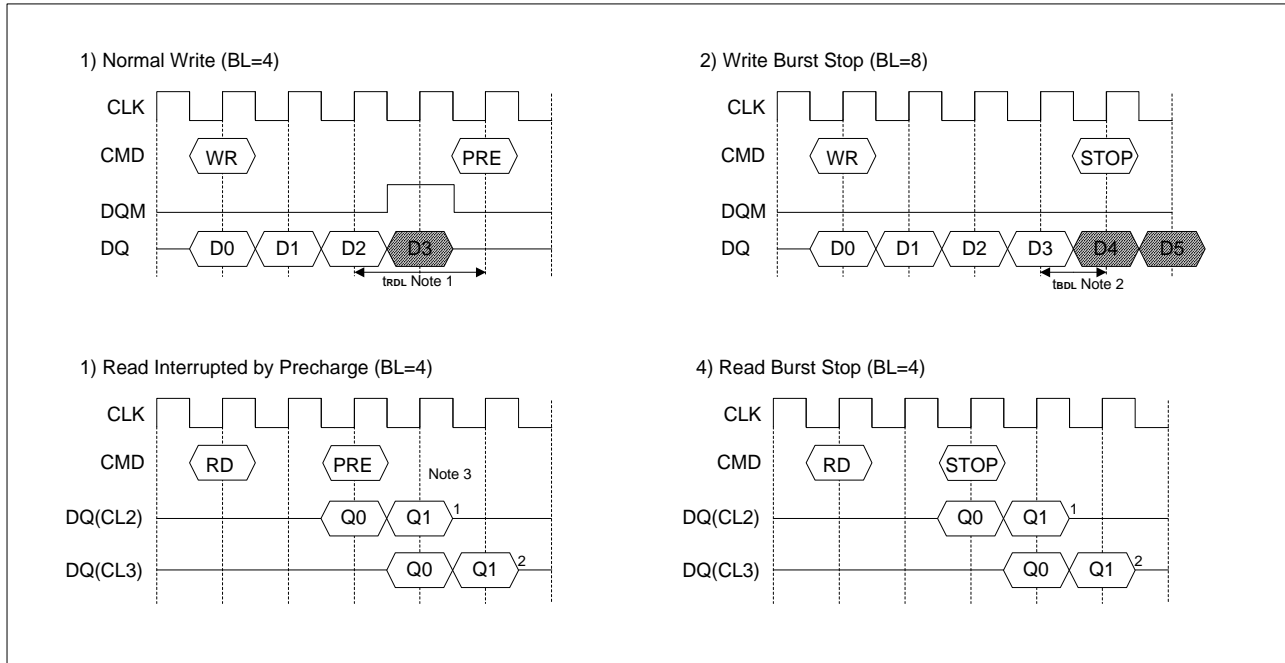 1) Normal Write (BL=4)
CLK
CMD WR PRE
DQM
DQ D0 D1 D2 D3
tRDL Note 1
2) Write Burst Stop (BL=8)
CLK
CMD WR STOP
DQM
DQ D0 D1 D2 D3 D4 D5
tBDL Note 2
1) Read Interrupted by Precharge (BL=4)
CLK
CMD RD PRE
Note 3
DQ(CL2) Q0 Q1 1
DQ(CL3) Q0 Q1 2
4) Read Burst Stop (BL=4)
CLK
CMD RD STOP
DQ(CL2) Q0 Q1 1
DQ(CL3) Q0 Q1 2